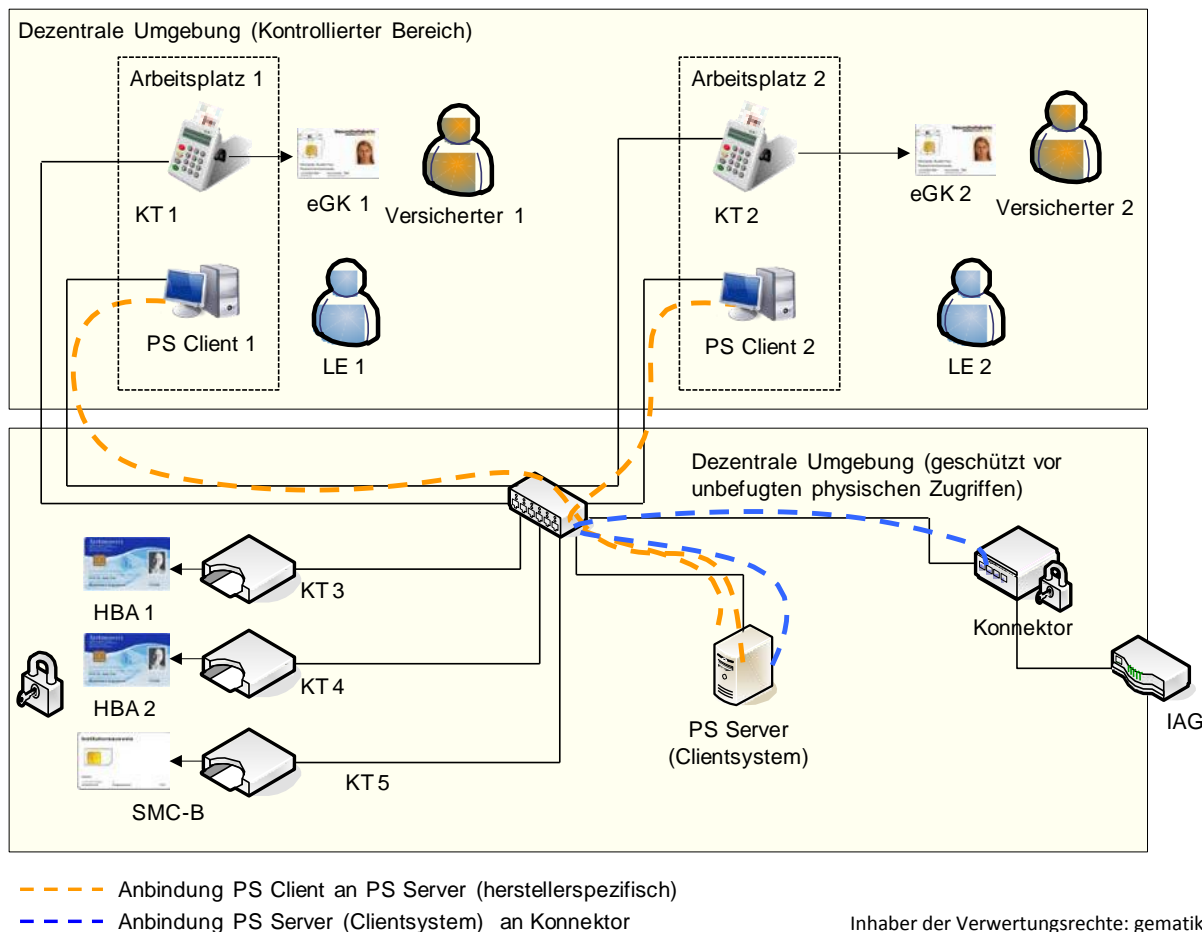 Dezentrale Umgebung (Kontrollierter Bereich)
Arbeitsplatz 1
Arbeitsplatz 2
KT 1
eGK 1
Versicherter 1
KT 2
eGK 2
Versicherter 2
PS Client 1
LE 1
PS Client 2
LE 2
Dezentrale Umgebung (geschützt vor
unbefugten physischen Zugriffen)
HBA 1
KT 3
Konnektor
HBA 2
KT 4
PS Server
(Clientsystem)
IAG
SMC-B
KT 5
Anbindung PS Client an PS Server (herstellerspezifisch)
Anbindung PS Server (Clientsystem) an Konnektor
Inhaber der Verwertungsrechte: gematik